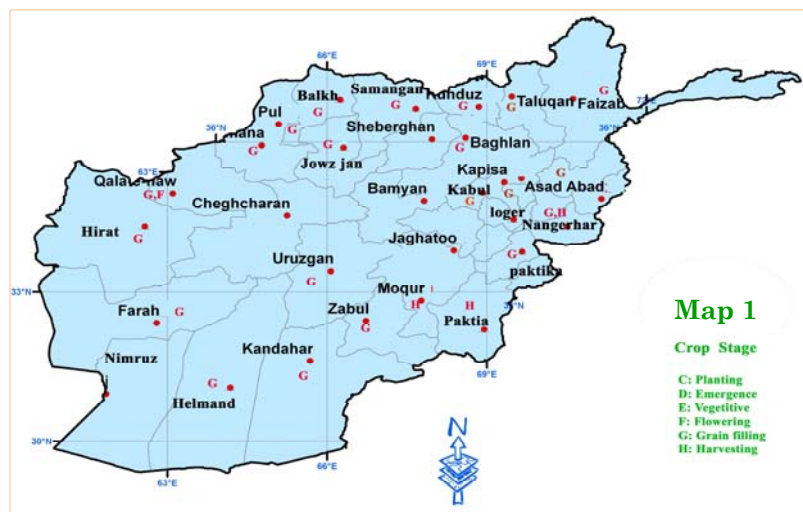 66°E
69°E
72°E
Balkh
Samangan
Kunduz
G
G
G
G
G
Taluqan
Faizab
Pul
G
36°N
Sheberghan
Baghlan
36°N
G
G
G
Jowz jan
63°E
Kapisa
G
Qalate naw
G,F
Bamyan
Kabul
G
Asad Abad
G
Cheghcharan
loger
G,H
Hirat
G
Nangerhar
Jaghatoo
G
Uruzgan
paktika
G
33°N
Moqur
H
H
Farah
G
Zabul
G
Paktia
Nimruz
Kandahar
G
69°E
G
Helmand
30°N
66°E
63°E
N
Map 1
Crop Stage
C: Planting
D: Emergence
E: Vegetitive
F: Flowering
G: Grain filling
H: Harvesting